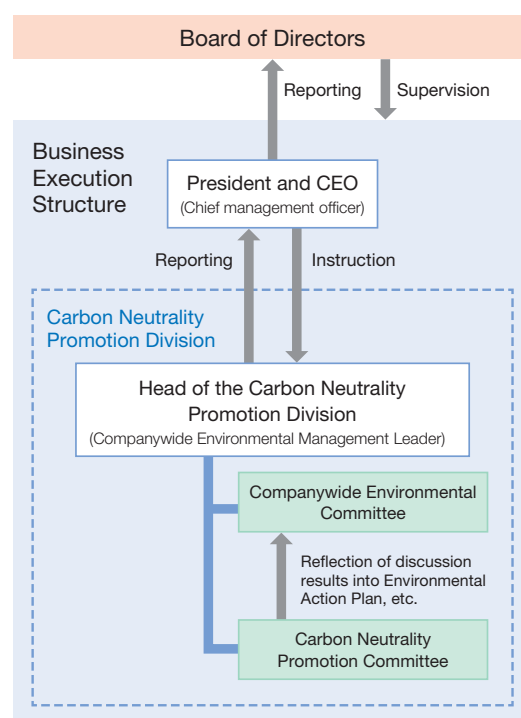 Board of Directors
Reporting
Supervision
Business
Execution
Structure
President and CEO
(Chief management officer)
Reporting
Instruction
Carbon Neutrality
Promotion Division
Head of the Carbon Neutrality
Promotion Division
(Companywide Environmental Management Leader)
Companywide Environmental
Committee
Reflection of discussion
results into Environmental
Action Plan, etc.
Carbon Neutrality
Promotion Committee